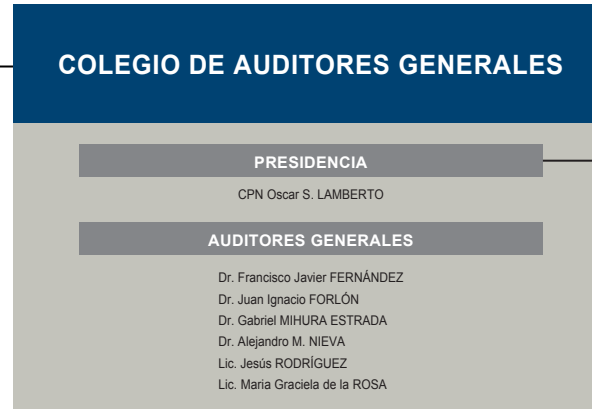 COLEGIO DE AUDITORES GENERALES
PRESIDENCIA
CPN Oscar S. LAMBERTO
AUDITORES GENERALES
Dr. Francisco Javier FERNÁNDEZ
Dr. Juan Ignacio FORLÓN
Dr. Gabriel MIHURA ESTRADA
Dr. Alejandro M. NIEVA
Lic. Jesús RODRÍGUEZ
Lic. Maria Graciela de la ROSA